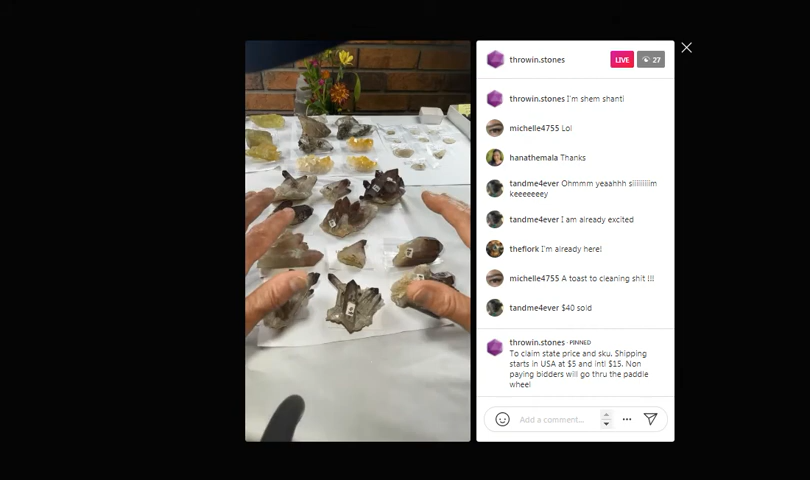 throwin.stones
LIVE
27
throwin.stones I'm shem shanti
michelle4755 Lol
hanathemala Thanks
tandme4ever Ohmmm yeaahhh siiiiiiiim
keeeeeeey
tandme4ever I am already excited
theflork I'm already here!
michelle4755 A toast to cleaning shit !!!
tandme4ever $40 sold
throwin.stones · PINNED
To claim state price and sku. Shipping
starts in USA at $5 and intl $15. Non
paying bidders will go thru the paddle
wheel
Add a comment...